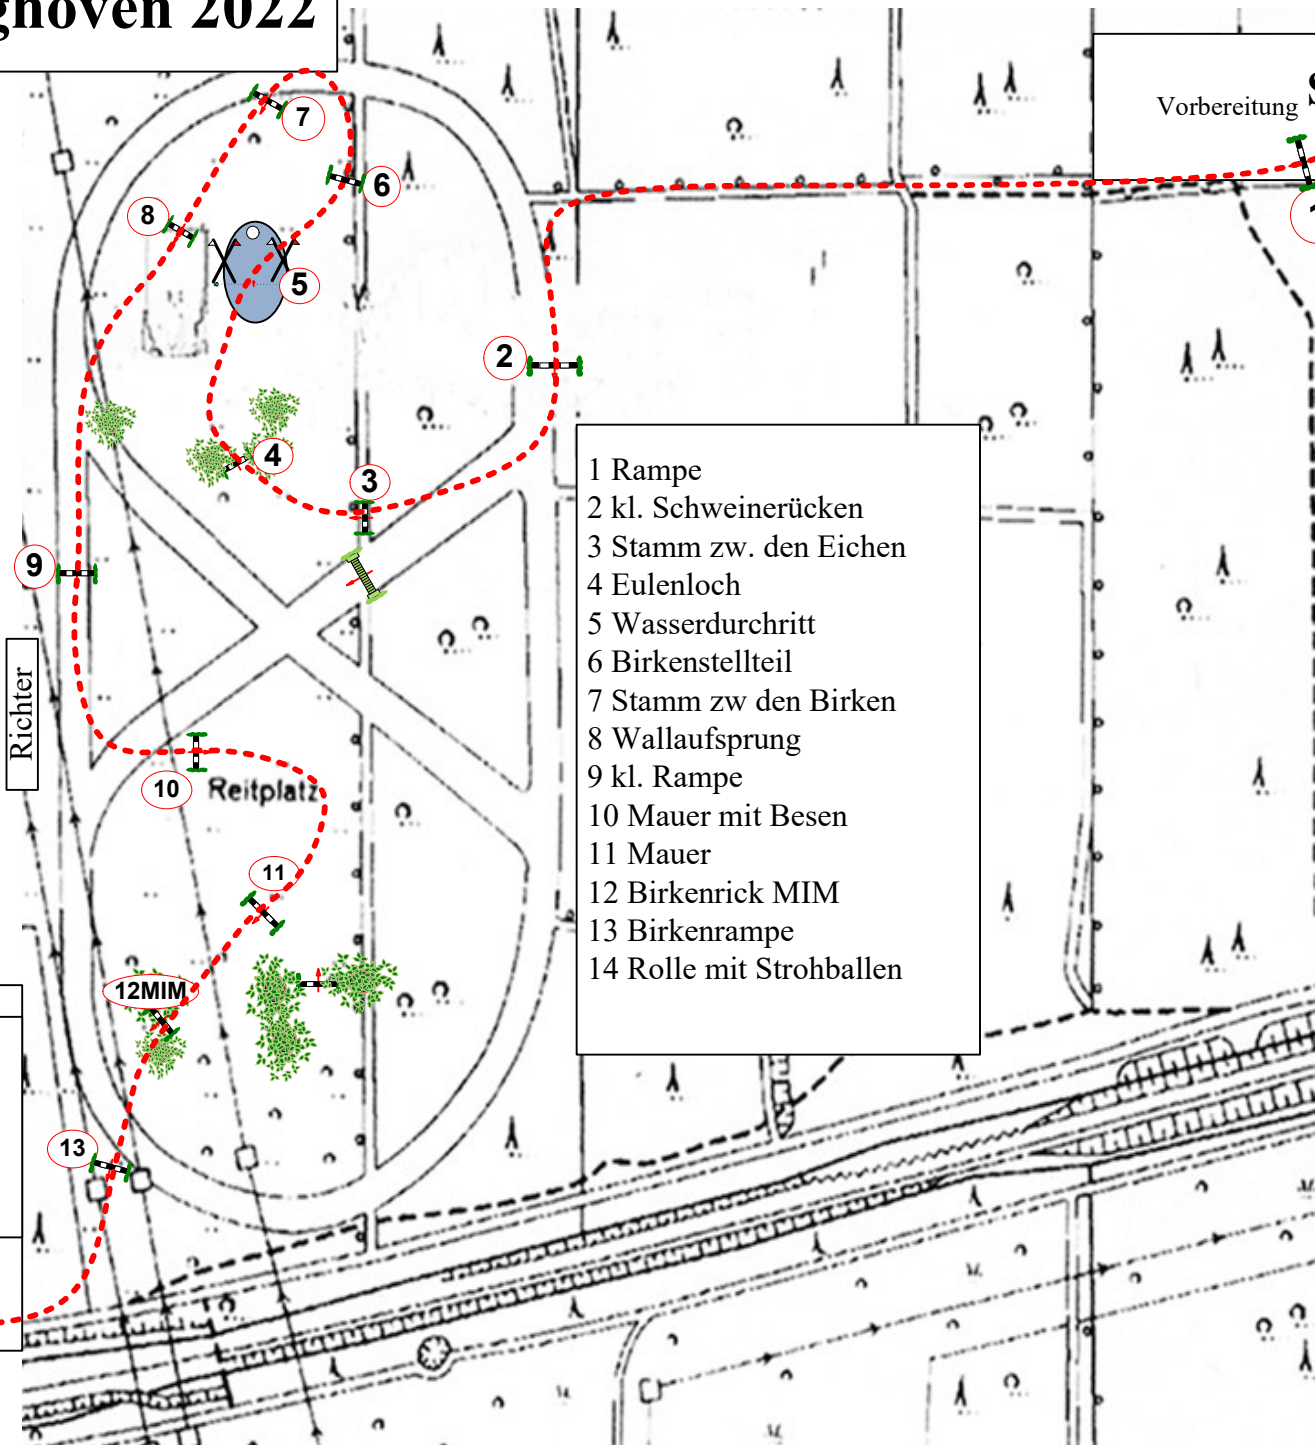 2022
Vorbereitung
7
6
8
5
2
4
3
9
Richter
10
Reitplatz
11
12MIM
13
1 Rampe
2 kl. Schweinerücken
3 Stamm zw. den Eichen
4 Eulenloch
5 Wasserdurchritt
6 Birkenstellteil
7 Stamm zw den Birken
8 Wallaufsprung
9 kl. Rampe
10 Mauer mit Besen
11 Mauer
12 Birkenrick MIM
13 Birkenrampe
14 Rolle mit Strohballen